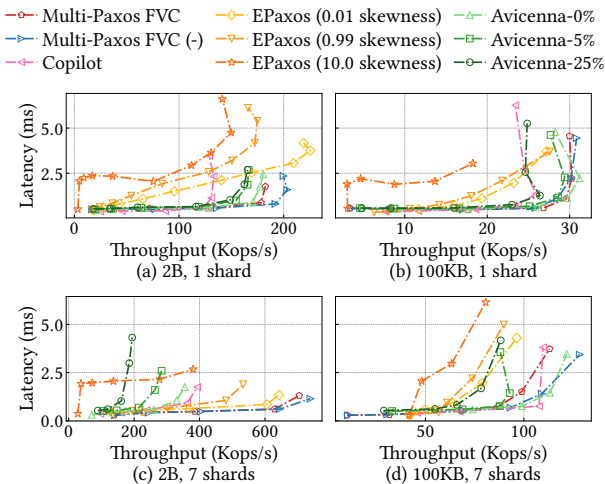 Multi-Paxos FVC EPaxos (0.01 skewness) Avicenna-0%
Multi-Paxos FVC (-) EPaxos (0.99 skewness) Avicenna-5%
Copilot EPaxos (10.0 skewness) Avicenna-25%
Latency (ms)
5.0
2.5
0 100 200
10 20 30
Throughput (Kops/s) Throughput (Kops/s)
(a) 2B, 1 shard (b) 100KB, 1 shard
Latency (ms)
5.0
2.5
0.0
0 200 400 600
50 100
Throughput (Kops/s) Throughput (Kops/s)
(c) 2B, 7 shards (d) 100KB, 7 shards